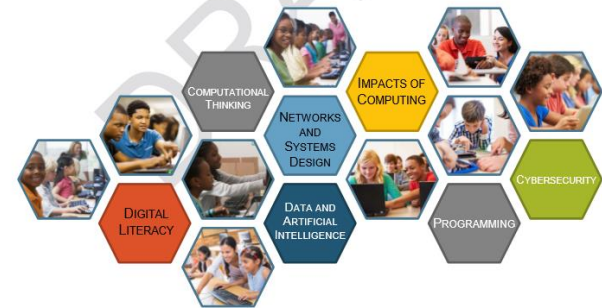 COMPUTATIONAL
THINKING
IMPACTS OF
COMPUTING
NETWORKS
AND
SYSTEMS
DESIGN
CYBERSECURITY
DIGITAL
LITERACY
DATA AND
ARTIFICIAL
INTELLIGENCE
PROGRAMMING